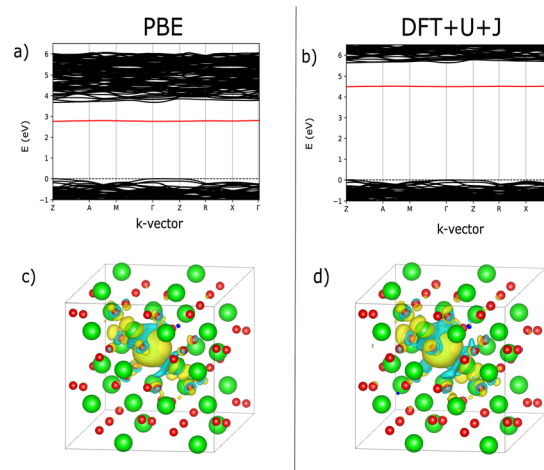 PBE
DFT+U+J
a)
E (eV)
6
5
4
3
2
1
0
−1
Z A M Γ Z R X Γ
k-vector
b)
E (eV)
6
5
4
3
2
1
0
−1
Z A M Γ Z R X
k-vector
c)
d)